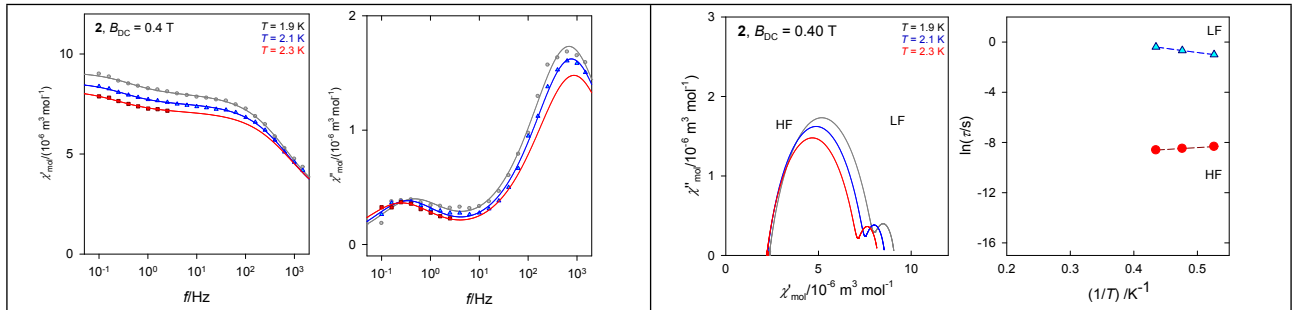 2, B_DC = 0.4 T
T = 1.9 K
T = 2.1 K
T = 2.3 K
χ'mol/(10⁻⁶ m³ mol⁻¹)
10
5
0
10⁻¹ 10⁰ 10¹ 10² 10³
f/Hz
χ''mol/(10⁻⁶ m³ mol⁻¹)
2
1
0
10⁻¹ 10⁰ 10¹ 10² 10³
f/Hz
2, B_DC = 0.40 T
T = 1.9 K
T = 2.1 K
T = 2.3 K
HF
LF
χ''mol/10⁻⁶ m³ mol⁻¹
3
2
1
0
0 5 10
χ'mol/10⁻⁶ m³ mol⁻¹
LF
HF
ln(τ/s)
0
-4
-8
-12
-16
0.2 0.3 0.4 0.5
(1/T) /K⁻¹